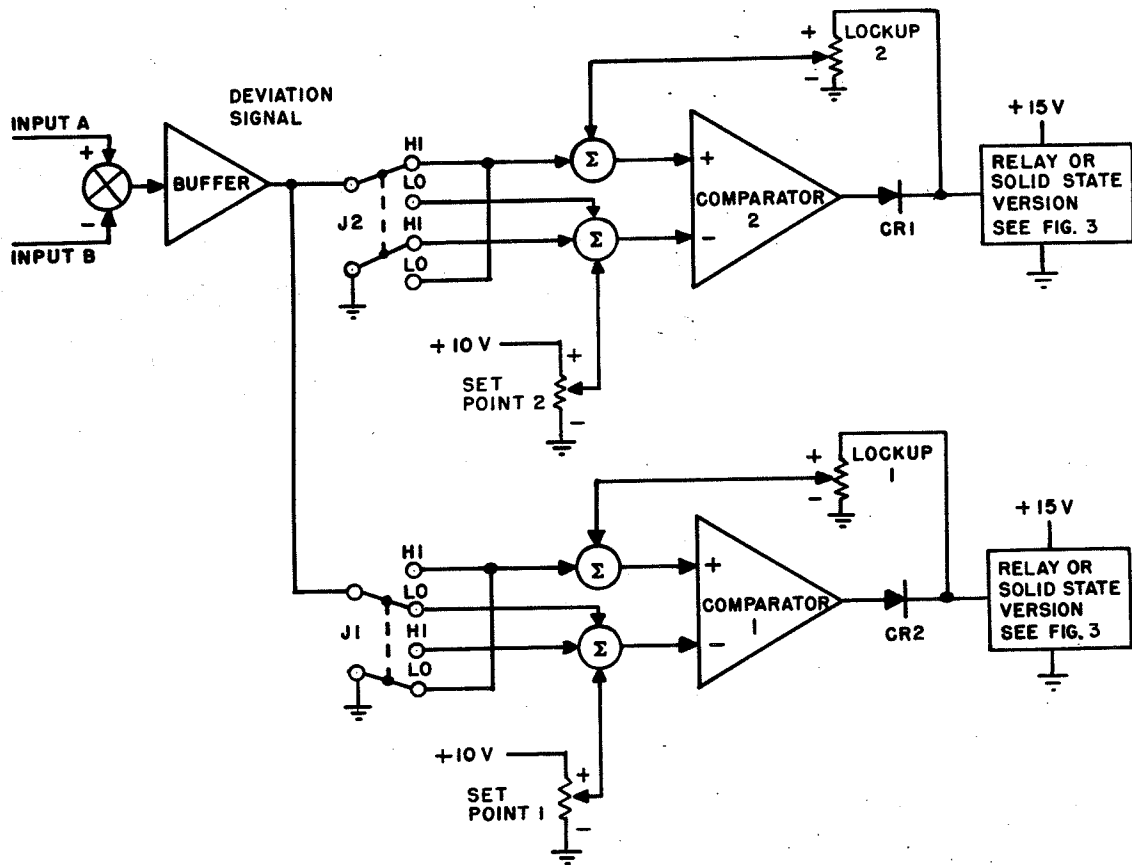 LOCKUP
2
+
-
DEVIATION
SIGNAL
INPUT A
+
-
INPUT B
BUFFER
HI
LO
HI
LO
J2
Σ
Σ
+
-
COMPARATOR
2
CR1
+15V
RELAY OR
SOLID STATE
VERSION
SEE FIG. 3
+10V
+
-
SET
POINT 2
LOCKUP
1
+
-
HI
LO
HI
LO
J1
Σ
Σ
+
-
COMPARATOR
1
CR2
+15V
RELAY OR
SOLID STATE
VERSION
SEE FIG. 3
+10V
+
-
SET
POINT 1